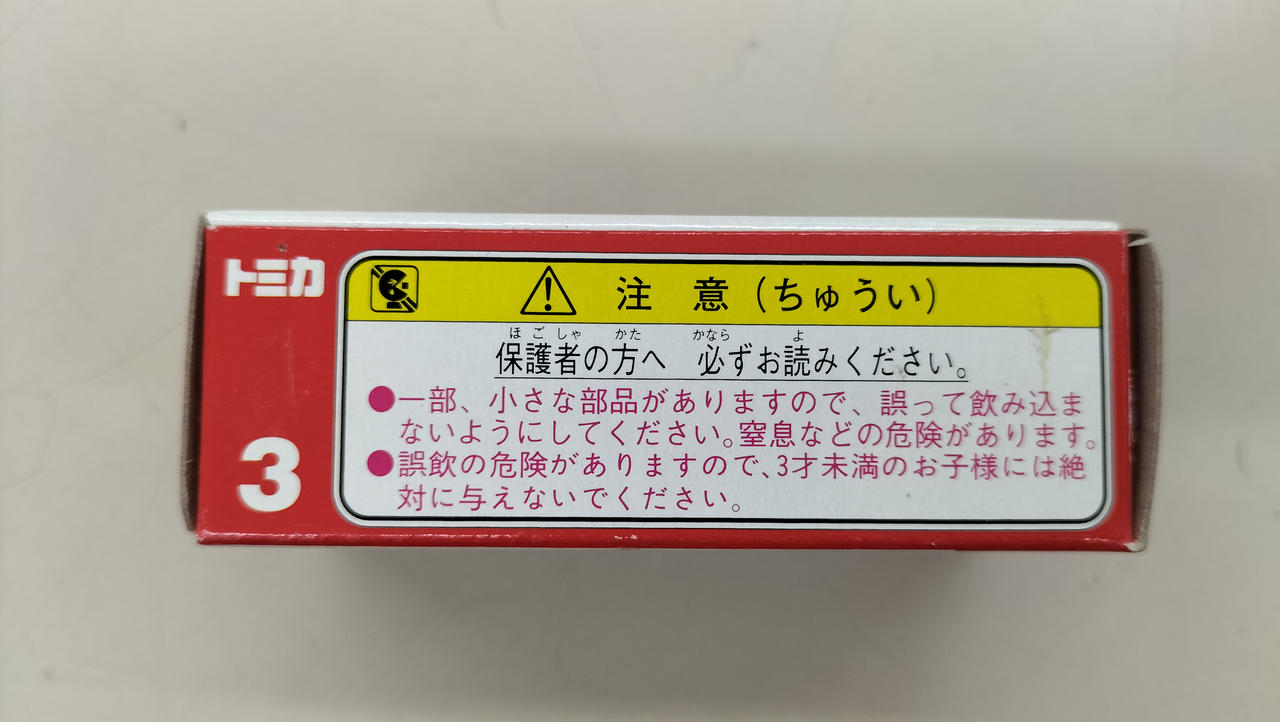 トミカ
3
注 意（ちゅうい）
ほ ご しゃ かた かなら よ
保護者の方へ 必ずお読みください。
●一部、小さな部品がありますので、誤って飲み込ま
ないようにしてください。窒息などの危険があります。
●誤飲の危険がありますので、3才未満のお子様には絶
対に与えないでください。